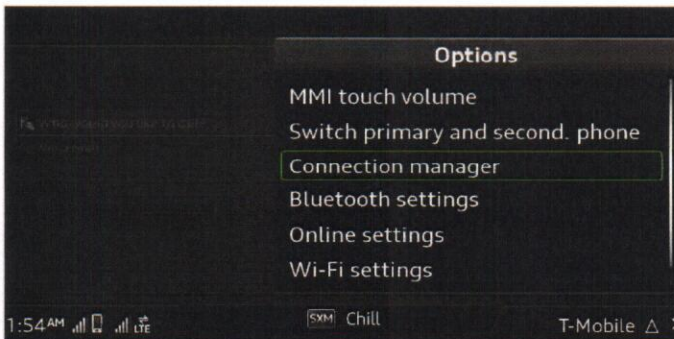 Options
MMI touch volume
Switch primary and second. phone
Connection manager
Bluetooth settings
Online settings
Wi-Fi settings
1:54AM LTE SXM Chill T-Mobile